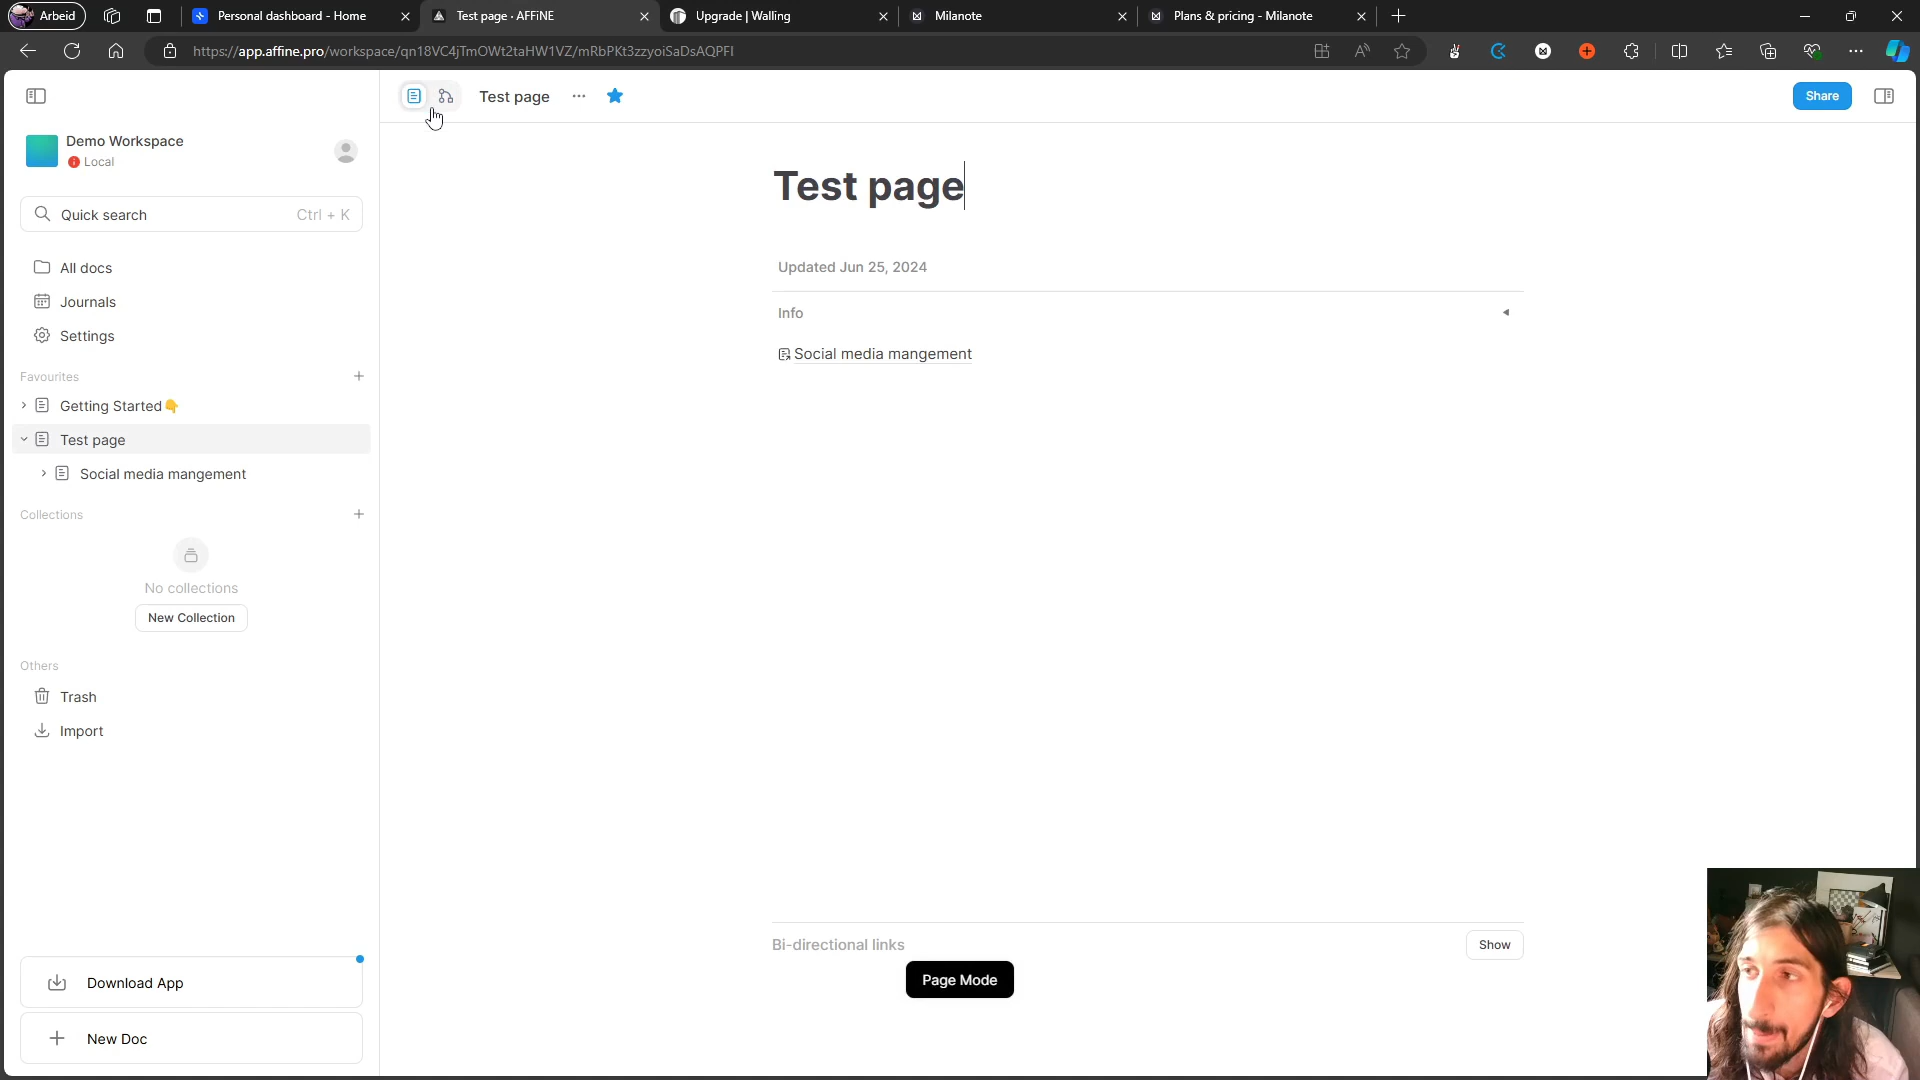 Arbeid
Personal dashboard - Home
Test page · AFFiNE
Upgrade | Walling
Milanote
Plans & pricing - Milanote
https://app.affine.pro/workspace/qn18VC4jTmOWt2taHW1VZ/mRbPKt3zzyoiSaDsAQPFI
Test page
Share
Demo Workspace
Local
Quick search
Ctrl + K
All docs
Journals
Settings
Favourites
Getting Started👇
Test page
Social media mangement
Collections
No collections
New Collection
Others
Trash
Import
Download App
New Doc
Test page
Updated Jun 25, 2024
Info
Social media mangement
Bi-directional links
Show
Page Mode